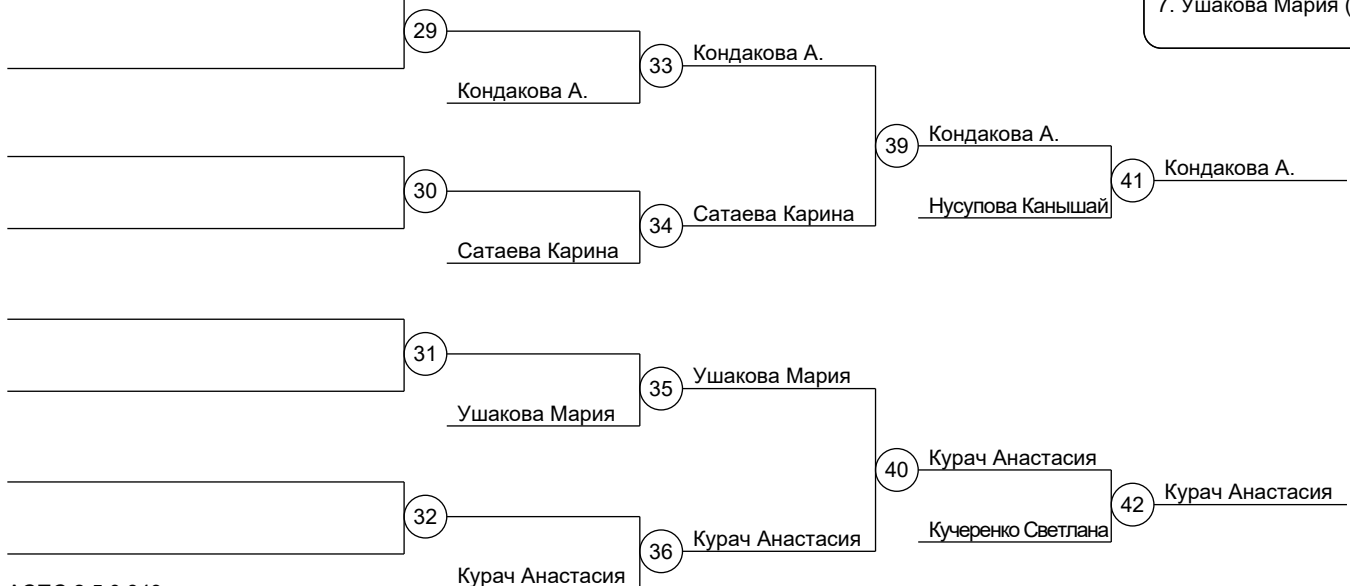 7. Ушакова Мария (
29
33
Кондакова А.
Кондакова А.
39
Кондакова А.
41
Кондакова А.
Нусупова Канышай
30
34
Сатаева Карина
Сатаева Карина
31
35
Ушакова Мария
Ушакова Мария
40
Курач Анастасия
42
Курач Анастасия
Кучеренко Светлана
32
36
Курач Анастасия
Курач Анастасия